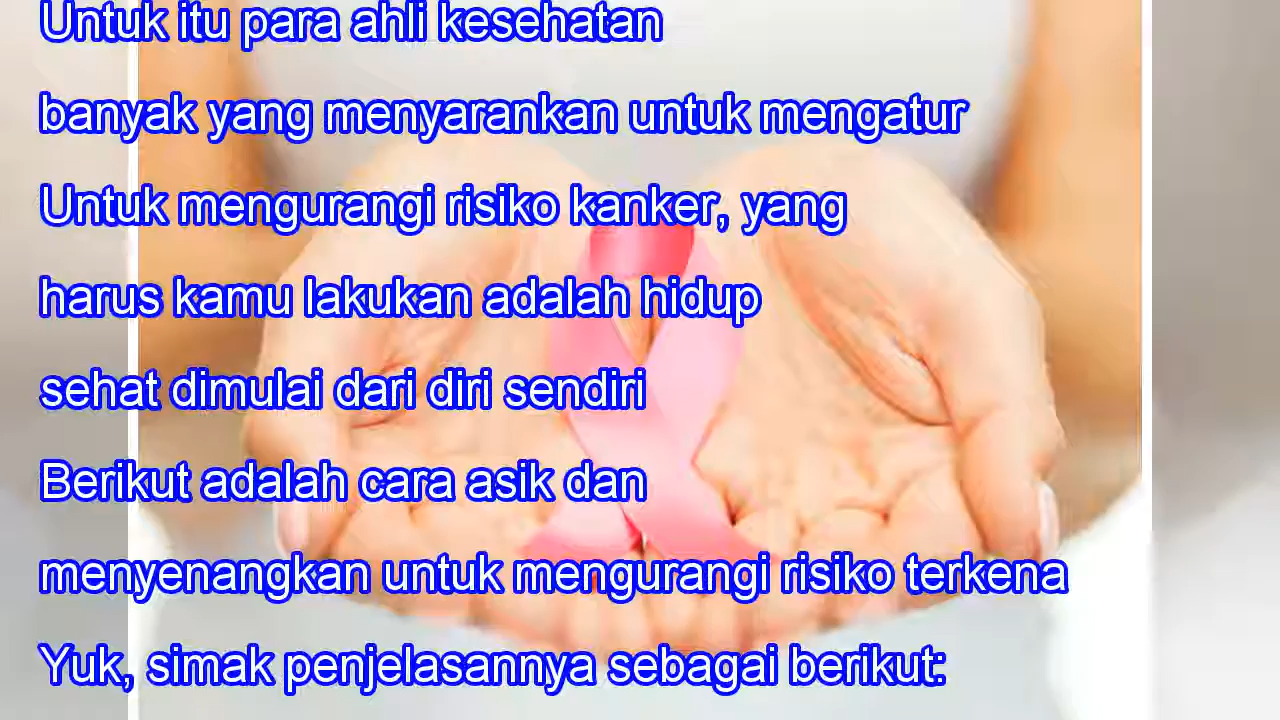 Untuk itu para ahli kesehatan
banyak yang menyarankan untuk mengatur
Untuk mengurangi risiko kanker, yang
harus kamu lakukan adalah hidup
sehat dimulai dari diri sendiri
Berikut adalah cara asik dan
menyenangkan untuk mengurangi risiko terkena
Yuk, simak penjelasannya sebagai berikut: